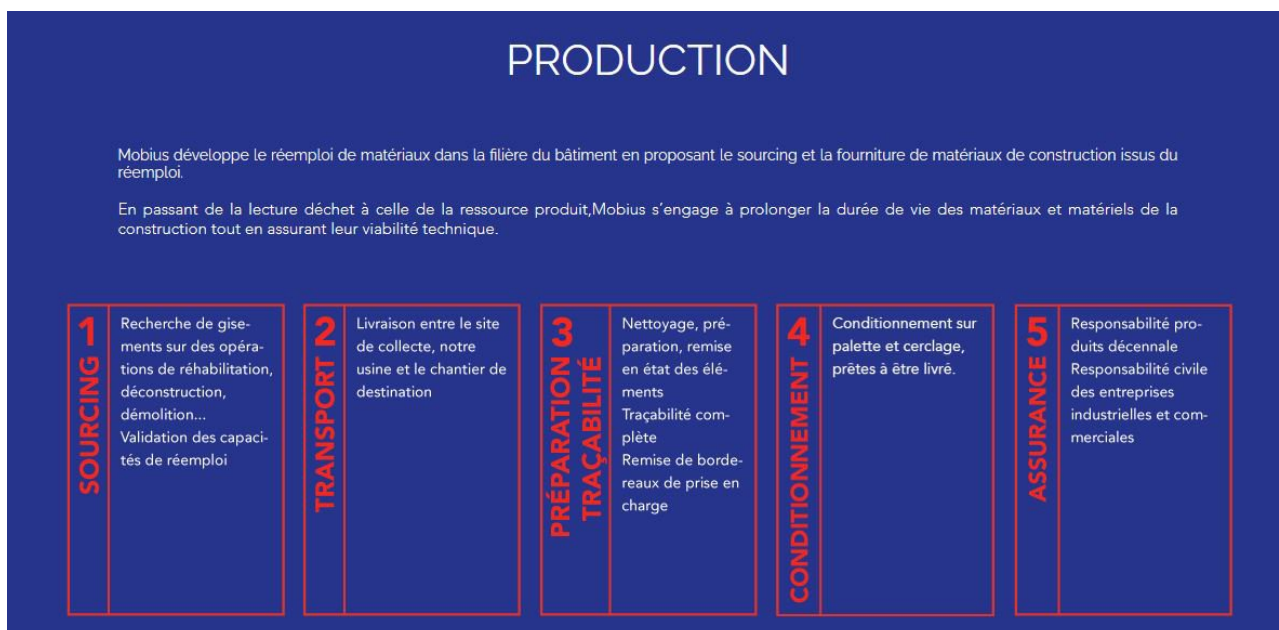 PRODUCTION
Mobius développe le réemploi de matériaux dans la filière du bâtiment en proposant le sourcing et la fourniture de matériaux de construction issus du
réemploi.
En passant de la lecture déchet à celle de la ressource produit,Mobius s'engage à prolonger la durée de vie des matériaux et matériels de la
construction tout en assurant leur viabilité technique.
SOURCING 1
Recherche de gise-
ments sur des opéra-
tions de réhabilitation,
déconstruction,
démolition...
Validation des capaci-
tés de réemploi
TRANSPORT 2
Livraison entre le site
de collecte, notre
usine et le chantier de
destination
PRÉPARATION 3
TRAÇABILITÉ
Nettoyage, pré-
paration, remise
en état des élé-
ments
Traçabilité com-
plète
Remise de borde-
reaux de prise en
charge
CONDITIONNEMENT 4
Conditionnement sur
palette et cerclage,
prêtes à être livré.
ASSURANCE 5
Responsabilité pro-
duits décennale
Responsabilité civile
des entreprises
industrielles et com-
merciales